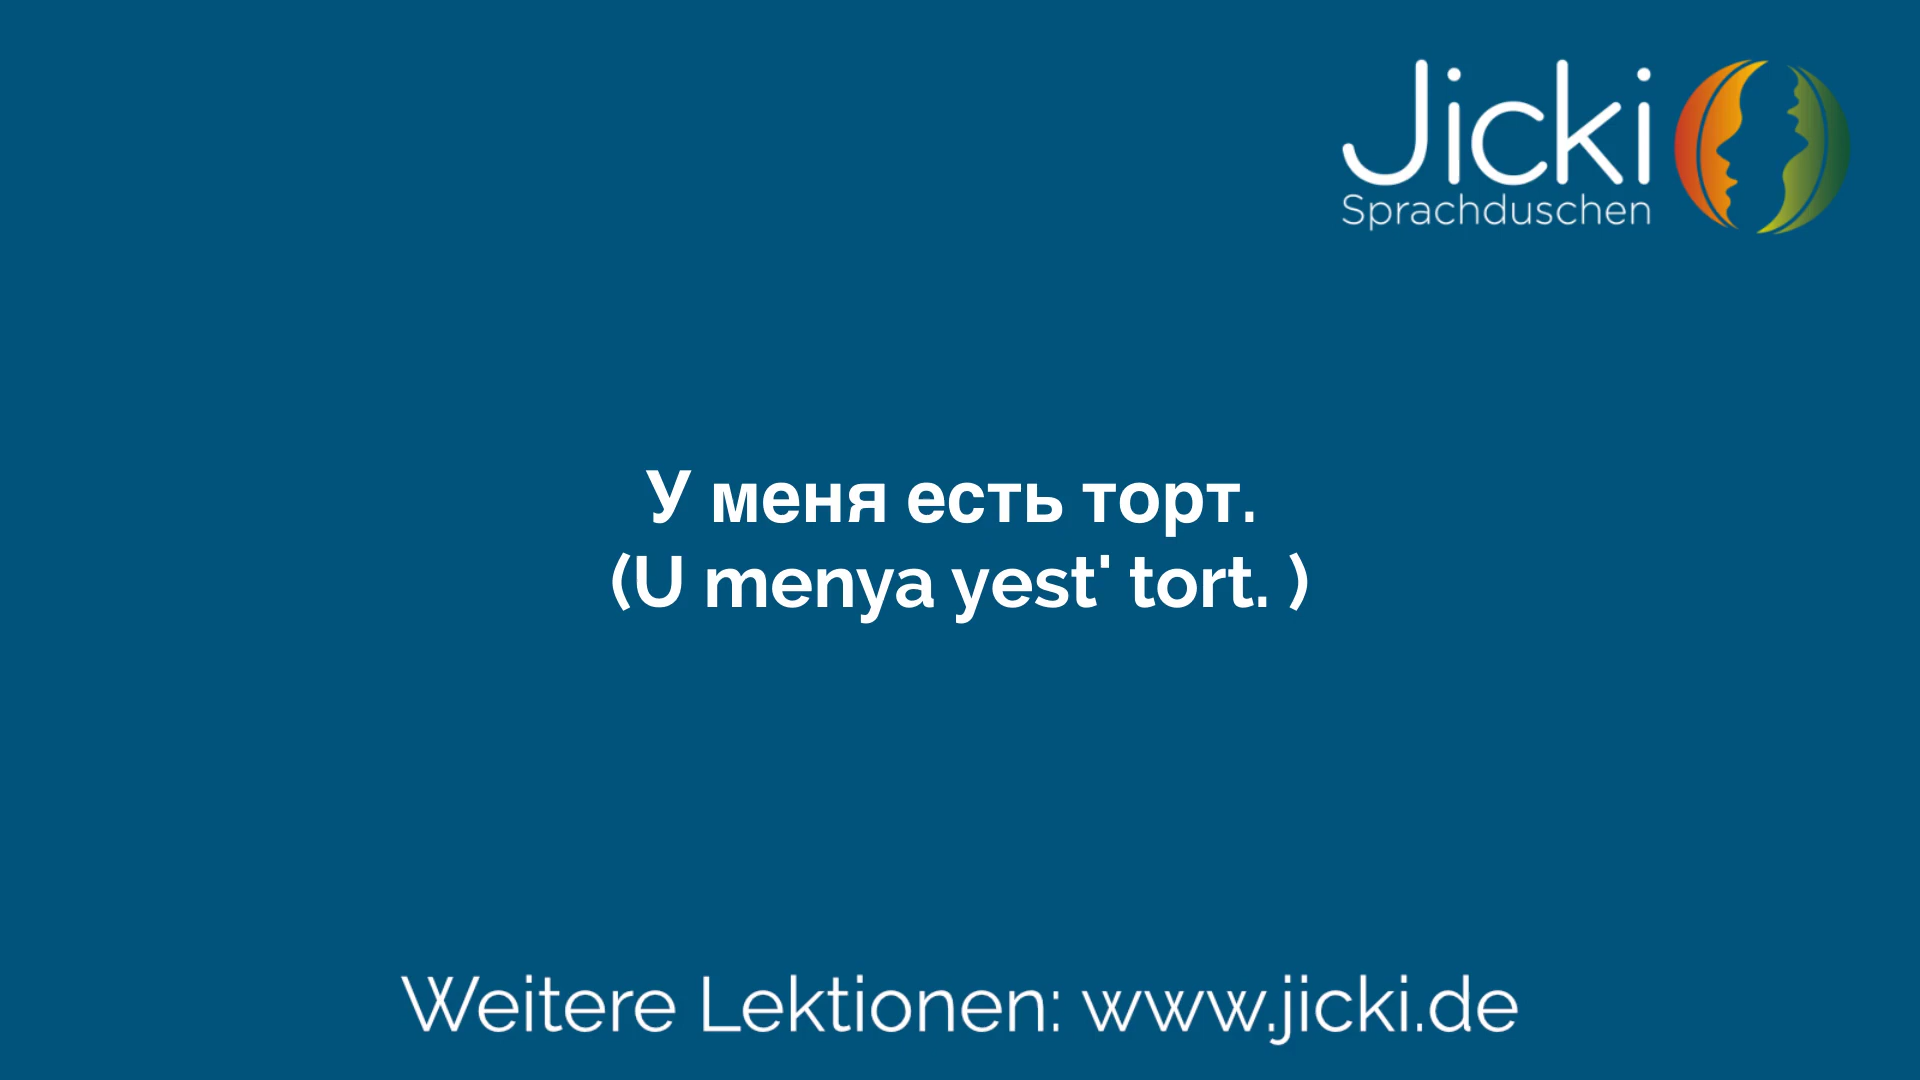 Jicki
Sprachduschen
У меня есть торт.
(U menya yest' tort. )
Weitere Lektionen: www.jicki.de